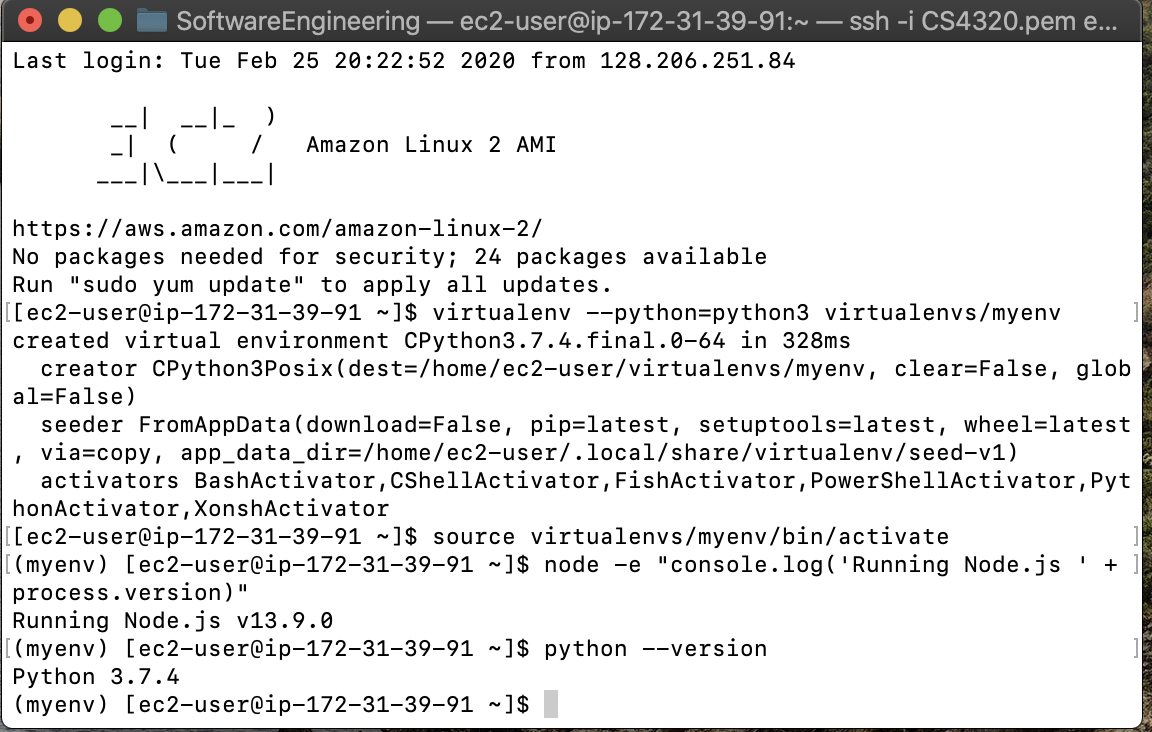 SoftwareEngineering — ec2-user@ip-172-31-39-91:~ — ssh -i CS4320.pem e...
Last login: Tue Feb 25 20:22:52 2020 from 128.206.251.84
       __|  __|_  )
       _|  (     /   Amazon Linux 2 AMI
      ___|\___|___|
https://aws.amazon.com/amazon-linux-2/
No packages needed for security; 24 packages available
Run "sudo yum update" to apply all updates.
[[ec2-user@ip-172-31-39-91 ~]$ virtualenv --python=python3 virtualenvs/myenv     ]
created virtual environment CPython3.7.4.final.0-64 in 328ms
  creator CPython3Posix(dest=/home/ec2-user/virtualenvs/myenv, clear=False, glob
al=False)
  seeder FromAppData(download=False, pip=latest, setuptools=latest, wheel=latest
, via=copy, app_data_dir=/home/ec2-user/.local/share/virtualenv/seed-v1)
  activators BashActivator,CShellActivator,FishActivator,PowerShellActivator,Pyt
honActivator,XonshActivator
[[ec2-user@ip-172-31-39-91 ~]$ source virtualenvs/myenv/bin/activate             ]
[(myenv) [ec2-user@ip-172-31-39-91 ~]$ node -e "console.log('Running Node.js ' + ]
process.version)"
Running Node.js v13.9.0
[(myenv) [ec2-user@ip-172-31-39-91 ~]$ python --version                          ]
Python 3.7.4
(myenv) [ec2-user@ip-172-31-39-91 ~]$